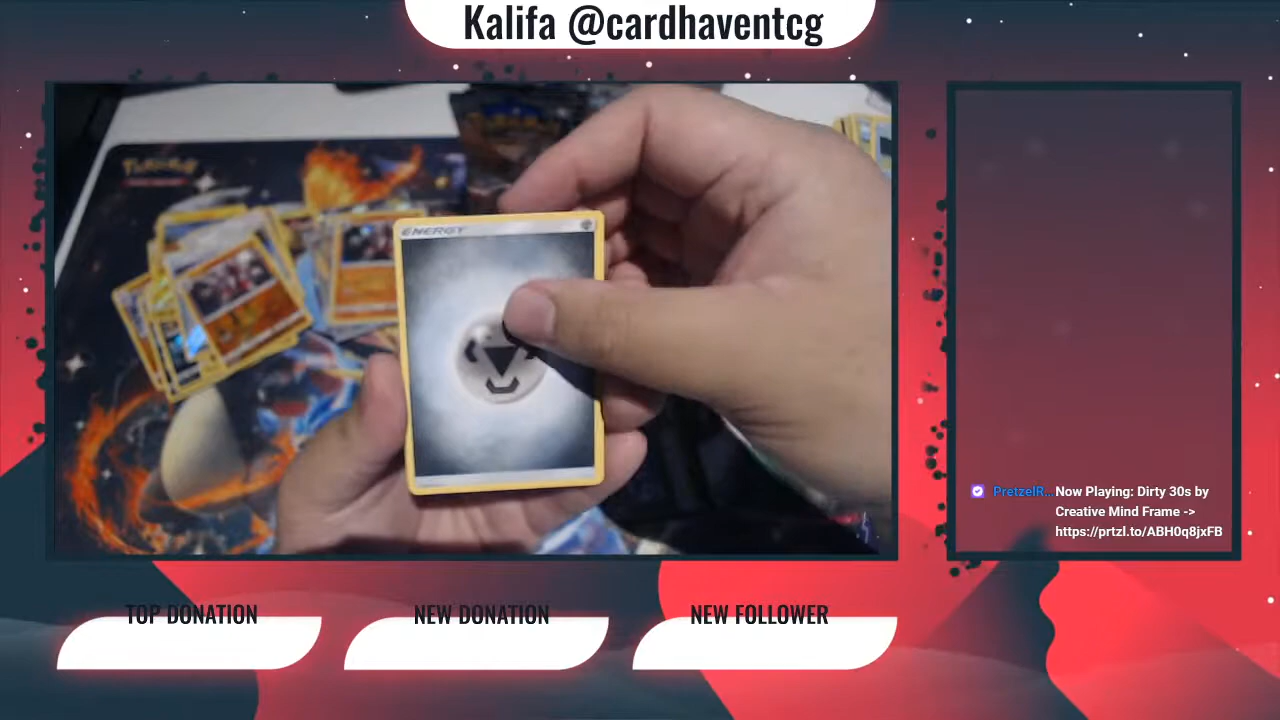 Kalifa @cardhaventcg
Pokémon
ENERGY
PretzelR... Now Playing: Dirty 30s by
Creative Mind Frame ->
https://prtzl.to/ABH0q8jxFB
TOP DONATION
NEW DONATION
NEW FOLLOWER